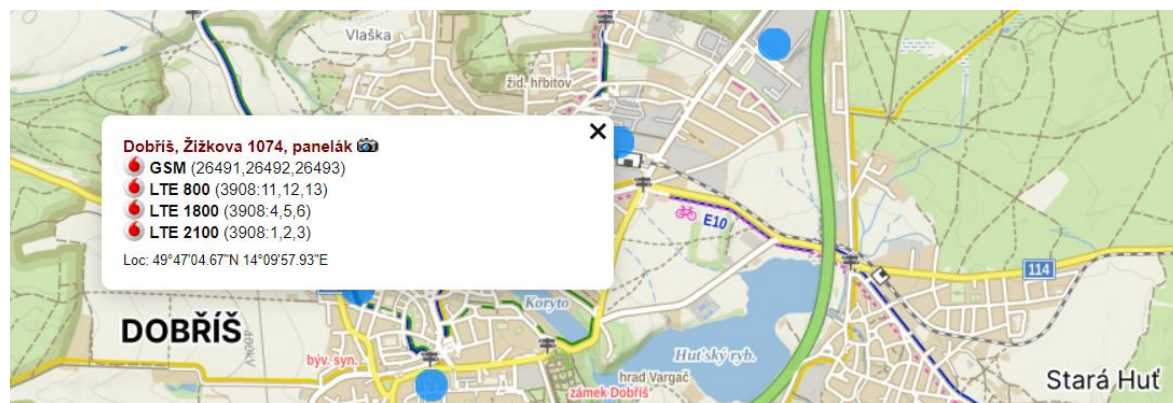 Vlaška
žid. hřbitov
Dobříš, Žižkova 1074, panelák
GSM (26491,26492,26493)
LTE 800 (3908:11,12,13)
LTE 1800 (3908:4,5,6)
LTE 2100 (3908:1,2,3)
Loc: 49°47'04.67"N 14°09'57.93"E
E10
114
Koryto
DOBŘÍŠ
400KV
býv. syn.
Huťský ryb.
hrad Vargač
zámek Dobříš
Stará Huť